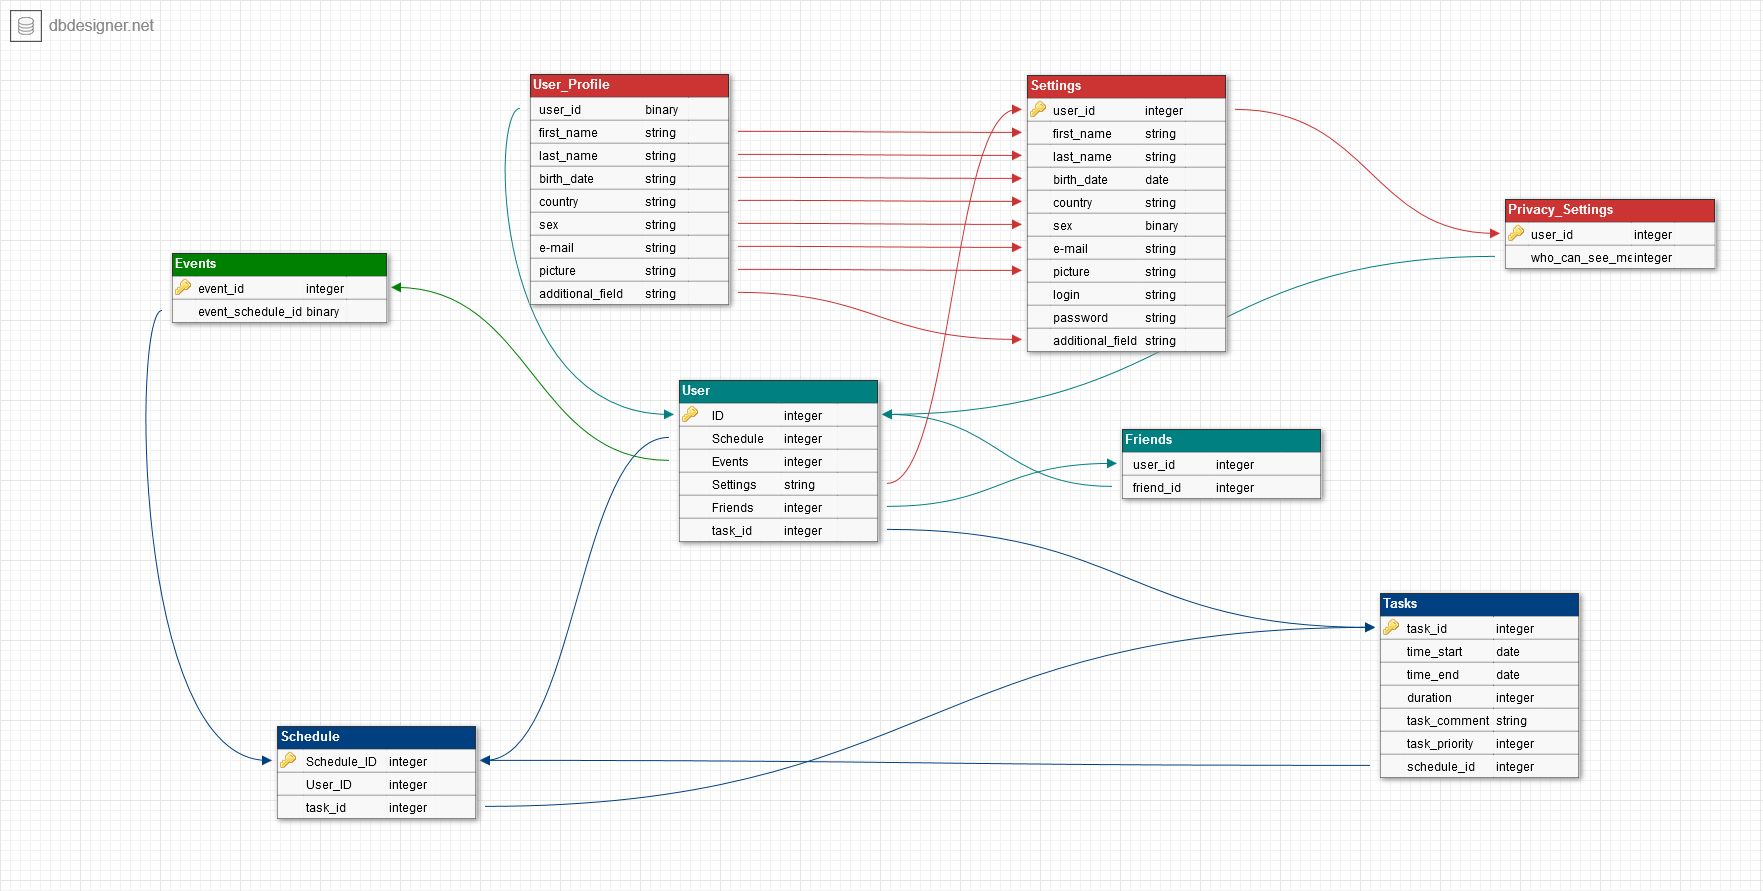 dbdesigner.net
User_Profile
user_id binary
first_name string
last_name string
birth_date string
country string
sex string
e-mail string
picture string
additional_field string
Settings
user_id integer
first_name string
last_name string
birth_date date
country string
sex binary
e-mail string
picture string
login string
password string
additional_field string
Privacy_Settings
user_id integer
who_can_see_me integer
Events
event_id integer
event_schedule_id binary
User
ID integer
Schedule integer
Events integer
Settings string
Friends integer
task_id integer
Friends
user_id integer
friend_id integer
Tasks
task_id integer
time_start date
time_end date
duration integer
task_comment string
task_priority integer
schedule_id integer
Schedule
Schedule_ID integer
User_ID integer
task_id integer